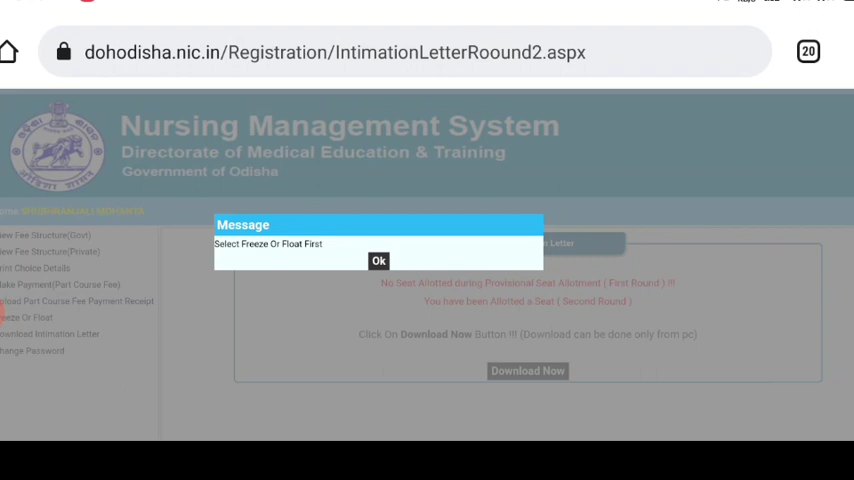 dohodisha.nic.in/Registration/IntimationLetterRoound2.aspx
20
Nursing Management System
Directorate of Medical Education & Training
Government of Odisha
SHUBHRANJALI MOHANTA
Message
Select Freeze Or Float First
Ok
Letter
iew Fee Structure(Govt)
iew Fee Structure(Private)
rint Choice Details
Make Payment(Part Course Fee)
pload Part Course Fee Payment Receipt
reeze Or Float
ownload Intimation Letter
hange Password
No Seat Allotted during Provisional Seat Allotment ( First Round ) !!!
You have been Allotted a Seat ( Second Round )
Click On Download Now Button !!! (Download can be done only from pc)
Download Now